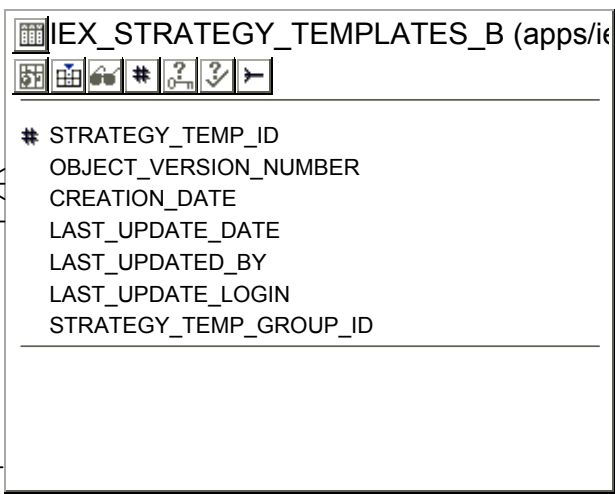 IEX_STRATEGY_TEMPLATES_B (apps/ie
# STRATEGY_TEMP_ID
OBJECT_VERSION_NUMBER
CREATION_DATE
LAST_UPDATE_DATE
LAST_UPDATED_BY
LAST_UPDATE_LOGIN
STRATEGY_TEMP_GROUP_ID